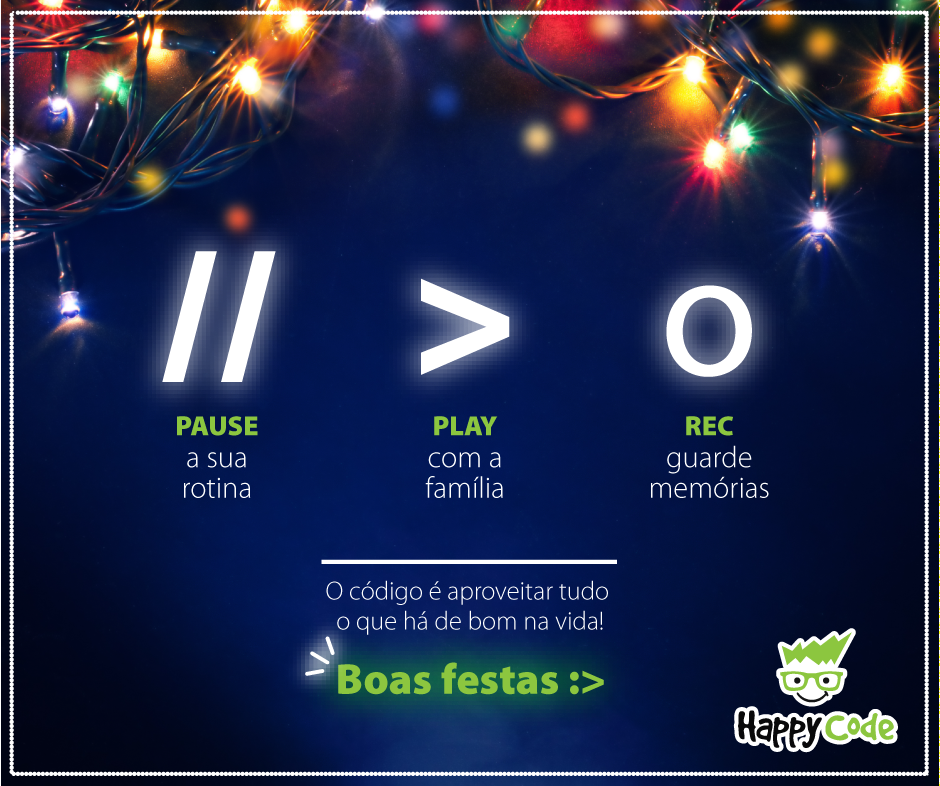 // > o
PAUSE
a sua
rotina
PLAY
com a
família
REC
guarde
memórias
O código é aproveitar tudo
o que há de bom na vida!
Boas festas :>
HappyCode